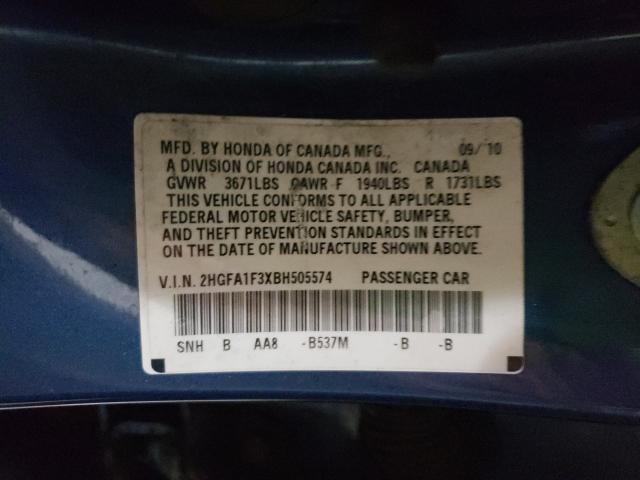 MFD. BY HONDA OF CANADA MFG., 09/10
A DIVISION OF HONDA CANADA INC. CANADA
GVWR 3671LBS GAWR F 1940LBS R 1731LBS
THIS VEHICLE CONFORMS TO ALL APPLICABLE
FEDERAL MOTOR VEHICLE SAFETY, BUMPER,
AND THEFT PREVENTION STANDARDS IN EFFECT
ON THE DATE OF MANUFACTURE SHOWN ABOVE.
V.I.N. 2HGFA1F3XBH505574 PASSENGER CAR
SNH B AA8 -B537M -B -B